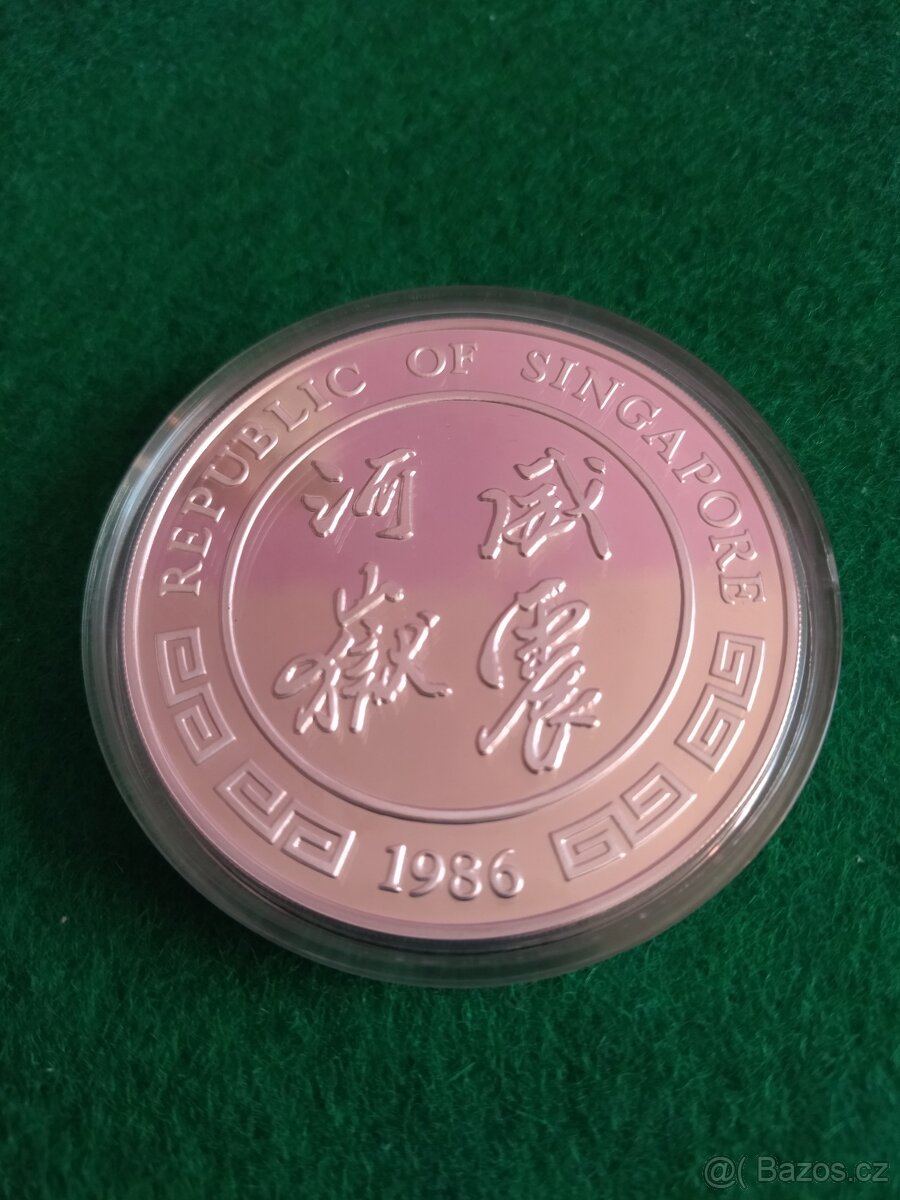 REPUBLIC OF SINGAPORE
威震
河嶽
1986
@( Bazos.cz